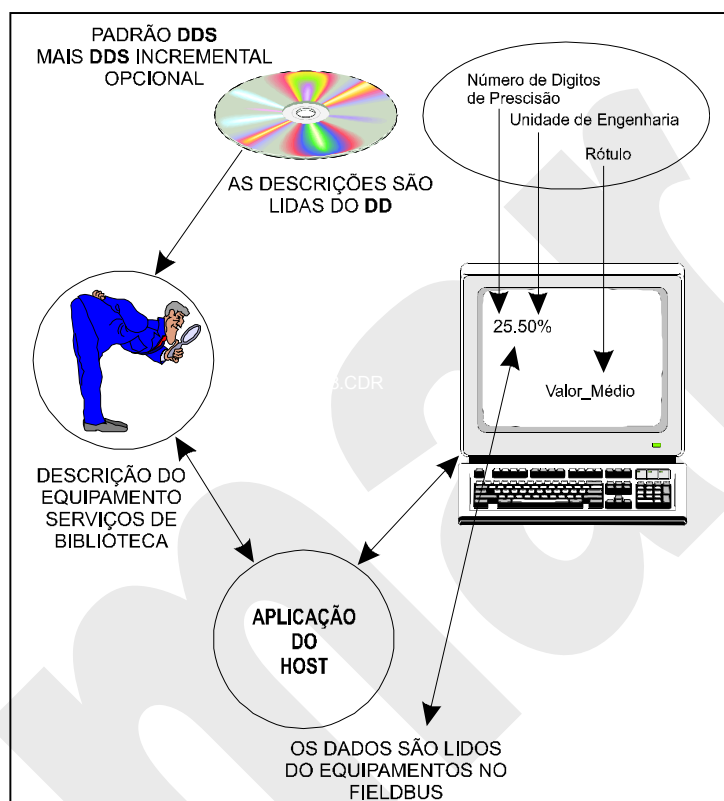 PADRÃO DDS
MAIS DDS INCREMENTAL
OPCIONAL
Número de Digitos
de Prescisão
Unidade de Engenharia
Rótulo
AS DESCRIÇÕES SÃO
LIDAS DO DD
25.50%
Valor_Médio
.CDR
DESCRIÇÃO DO
EQUIPAMENTO
SERVIÇOS DE
BIBLIOTECA
APLICAÇÃO
DO
HOST
OS DADOS SÃO LIDOS
DO EQUIPAMENTOS NO
FIELDBUS